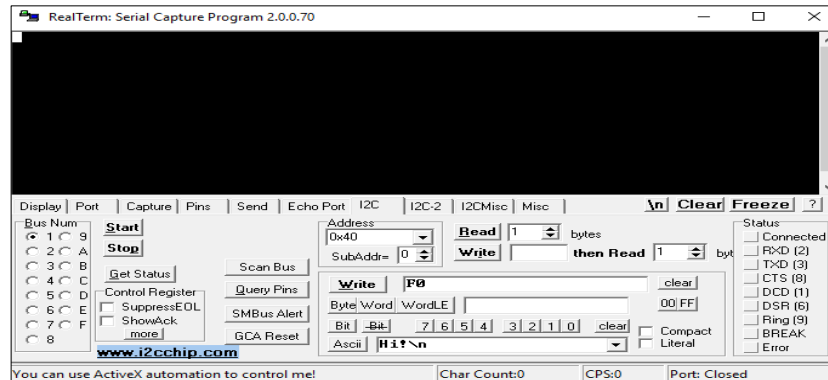 RealTerm: Serial Capture Program 2.0.0.70
Display Port Capture Pins Send Echo Port I2C I2C-2 I2CMisc Misc \n Clear Freeze ?
Bus Num
1 9
2 A
3 B
4 C
5 D
6 E
7 F
8
Start
Stop
Get Status
Control Register
SuppressEOL
ShowAck
more
www.i2cchip.com
Scan Bus
Query Pins
SMBus Alert
GCA Reset
Address
0x40
SubAddr= 0
Read 1 bytes
Write then Read 1 byt
Write F0 clear
Byte Word WordLE 00 FF
Bit -Bit- 7 6 5 4 3 2 1 0 clear
Ascii Hi!\n
Compact
Literal
Status
Connected
RXD (2)
TXD (3)
CTS (8)
DCD (1)
DSR (6)
Ring (9)
BREAK
Error
You can use ActiveX automation to control me! Char Count:0 CPS:0 Port: Closed